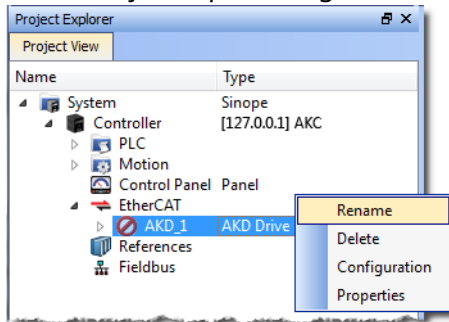 Project Explorer
Project View
Name Type
System Sinope
Controller [127.0.0.1] AKC
PLC
Motion
Control Panel Panel
EtherCAT
AKD_1 AKD Drive
References
Fieldbus
Rename
Delete
Configuration
Properties